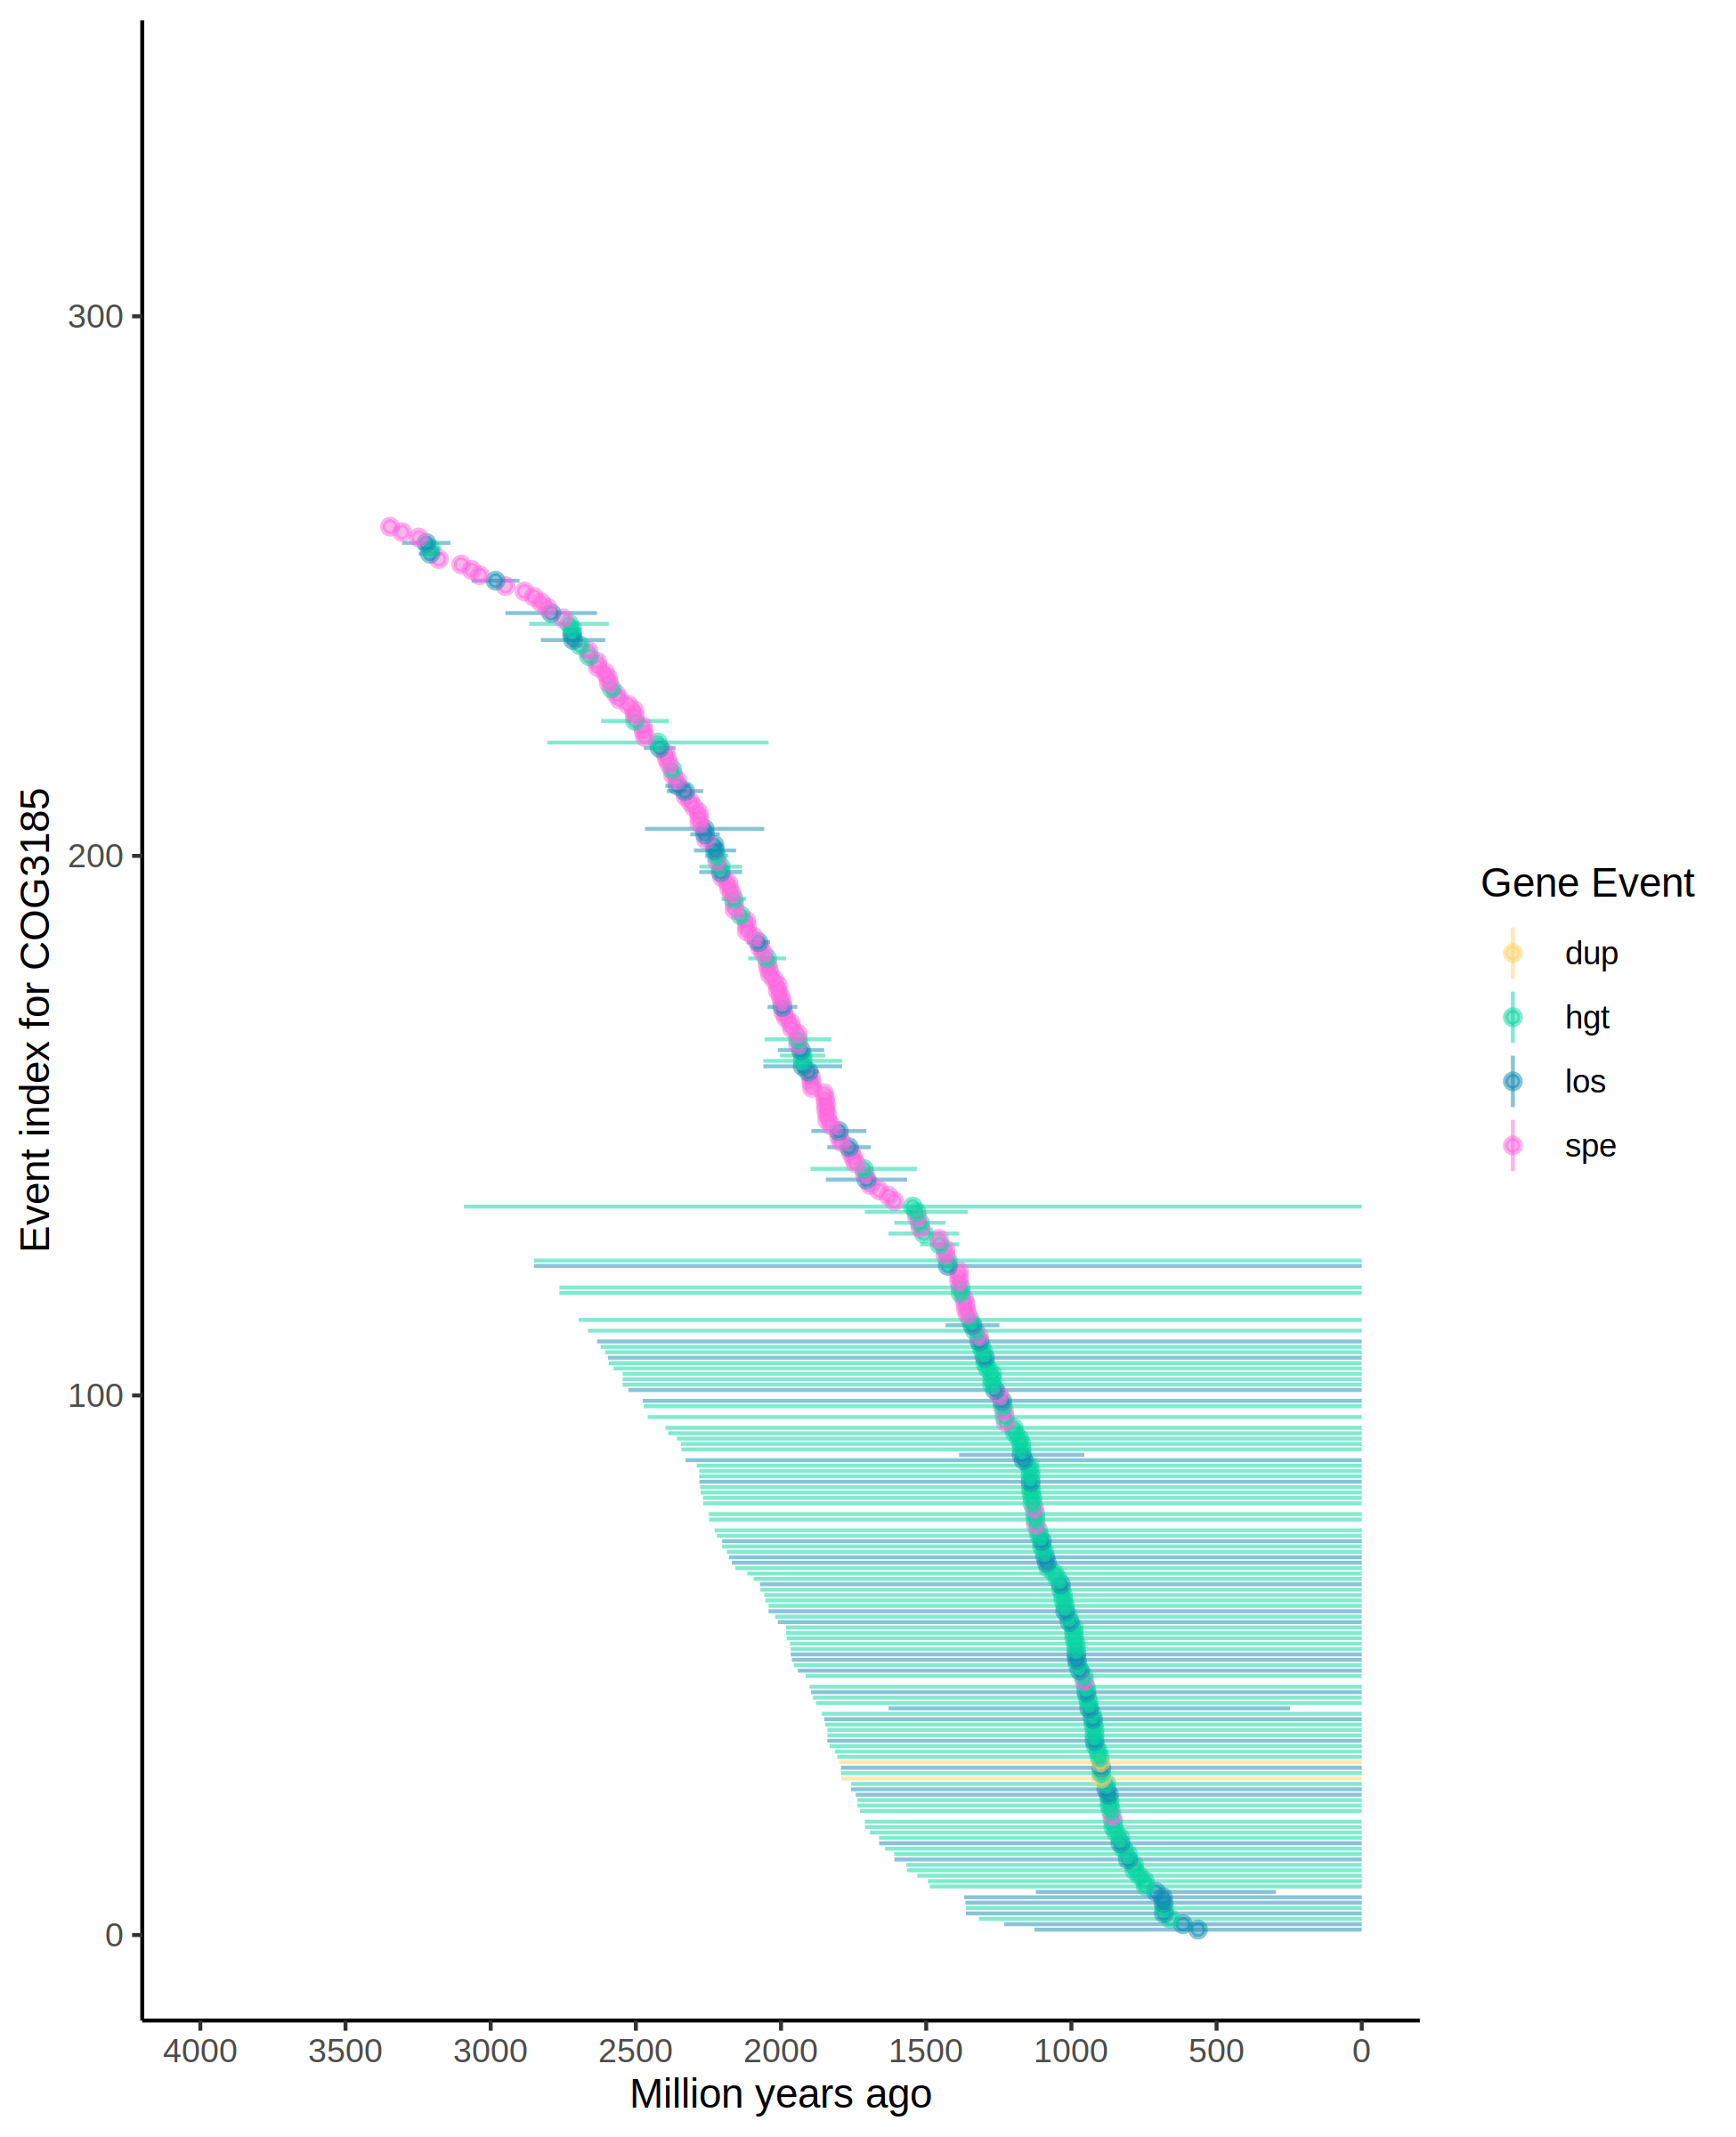 Event index for COG3185
300
200
100
0
4000 3500 3000 2500 2000 1500 1000 500 0
Million years ago
Gene Event
dup
hgt
los
spe